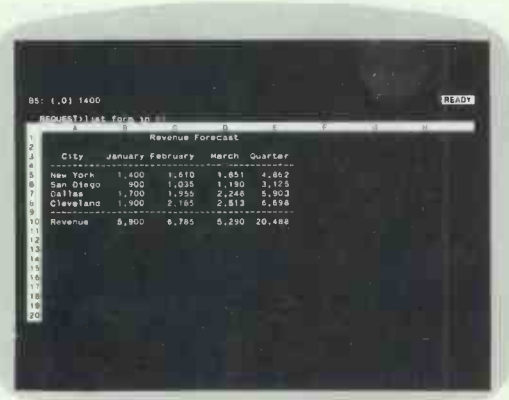 B5: (,0) 1400 READY
REQUEST>list form in
A B C D E F G H
1 Revenue Forecast
2
3 City January February March Quarter
4
5 New York 1,400 1,610 1,851 4,862
6 San Diego 900 1,035 1,190 3,125
7 Dallas 1,700 1,955 2,248 5,903
8 Cleveland 1,900 2,185 2,513 6,598
9
10 Revenue 5,900 6,785 5,290 20,488
11
12
13
14
15
16
17
18
19
20